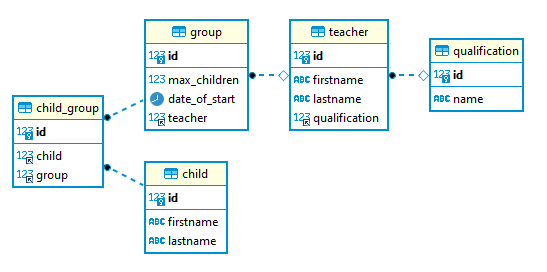 group
123 id
123 max_children
date_of_start
123 teacher
teacher
123 id
ABC firstname
ABC lastname
123 qualification
qualification
ABC id
ABC name
child_group
123 id
123 child
123 group
child
123 id
ABC firstname
ABC lastname